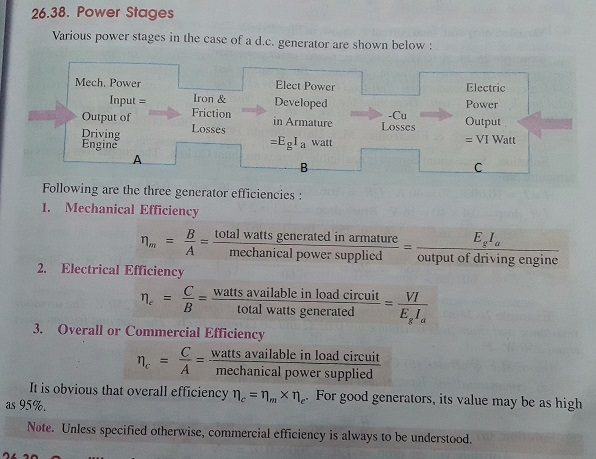 26.38. Power Stages
Various power stages in the case of a d.c. generator are shown below :
Mech. Power
Input =
Output of
Driving
Engine
A
Iron &
Friction
Losses
Elect Power
Developed
in Armature
=EgIa watt
B
-Cu
Losses
Electric
Power
Output
= VI Watt
C
Following are the three generator efficiencies :
1. Mechanical Efficiency
ηm = B/A = total watts generated in armature / mechanical power supplied = EgIa / output of driving engine
2. Electrical Efficiency
ηe = C/B = watts available in load circuit / total watts generated = VI / EgIa
3. Overall or Commercial Efficiency
ηc = C/A = watts available in load circuit / mechanical power supplied
It is obvious that overall efficiency ηc = ηm × ηe. For good generators, its value may be as high
as 95%.
Note. Unless specified otherwise, commercial efficiency is always to be understood.